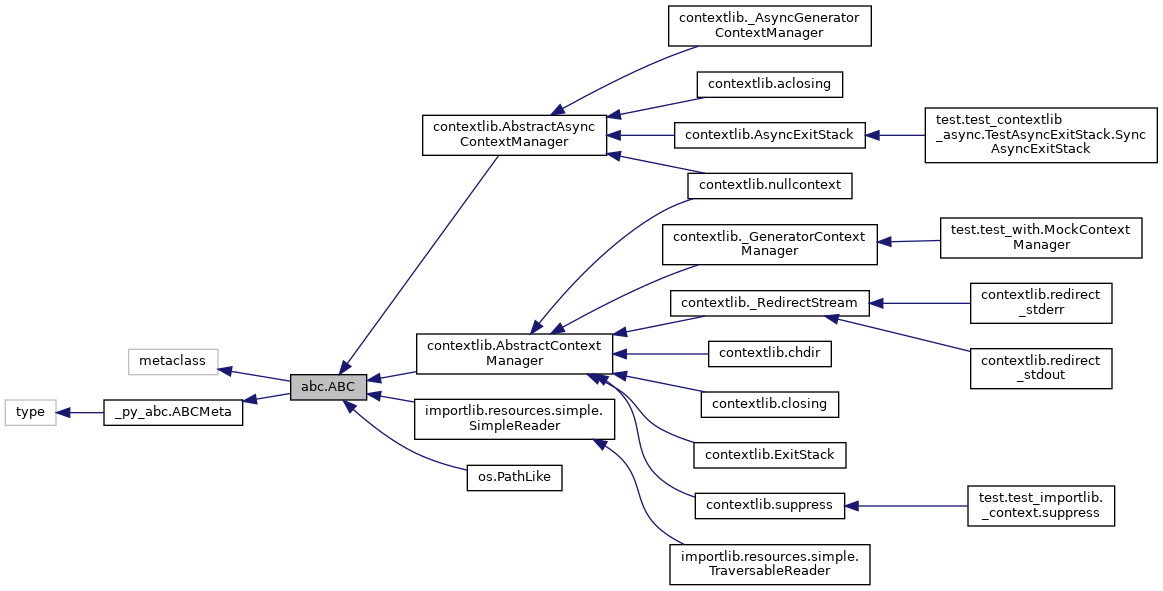 contextlib._AsyncGenerator
ContextManager
contextlib.aclosing
contextlib.AbstractAsync
ContextManager
contextlib.AsyncExitStack
test.test_contextlib
_async.TestAsyncExitStack.Sync
AsyncExitStack
contextlib.nullcontext
contextlib._GeneratorContext
Manager
test.test_with.MockContext
Manager
contextlib._RedirectStream
contextlib.redirect
_stderr
contextlib.AbstractContext
Manager
contextlib.chdir
contextlib.redirect
_stdout
metaclass
abc.ABC
type
_py_abc.ABCMeta
importlib.resources.simple.
SimpleReader
contextlib.closing
contextlib.ExitStack
os.PathLike
contextlib.suppress
test.test_importlib.
_context.suppress
importlib.resources.simple.
TraversableReader